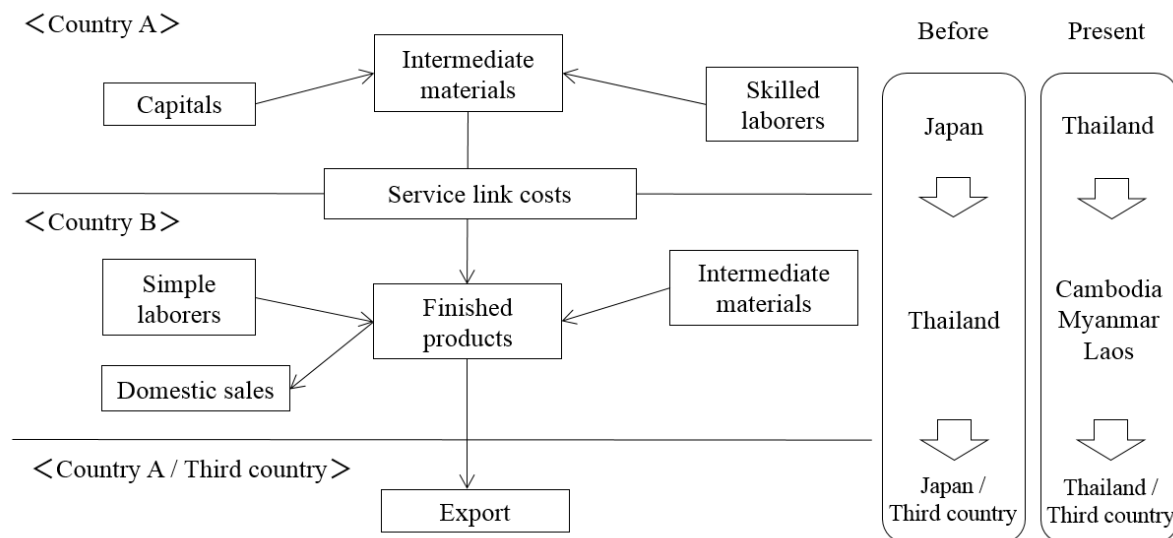 ＜Country A＞
Intermediate
materials
Capitals
Skilled
laborers
Service link costs
＜Country B＞
Simple
laborers
Intermediate
materials
Finished
products
Domestic sales
＜Country A / Third country＞
Export
Before
Japan
Thailand
Japan /
Third country
Present
Thailand
Cambodia
Myanmar
Laos
Thailand /
Third country